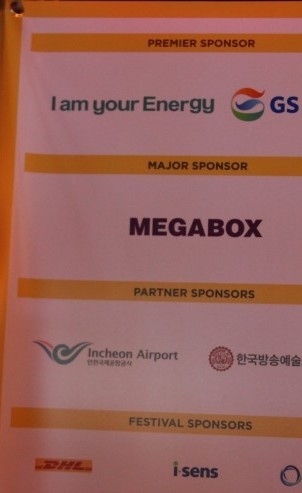 PREMIER SPONSOR
I am your Energy GS
MAJOR SPONSOR
MEGABOX
PARTNER SPONSORS
Incheon Airport
인천국제공항공사
한국방송예술
FESTIVAL SPONSORS
DHL i-sens